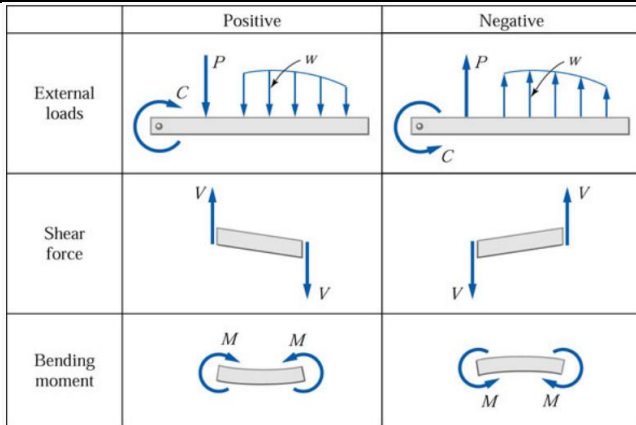 Positive
Negative
External
loads
P
w
C
P
w
C
Shear
force
V
V
V
V
Bending
moment
M
M
M
M